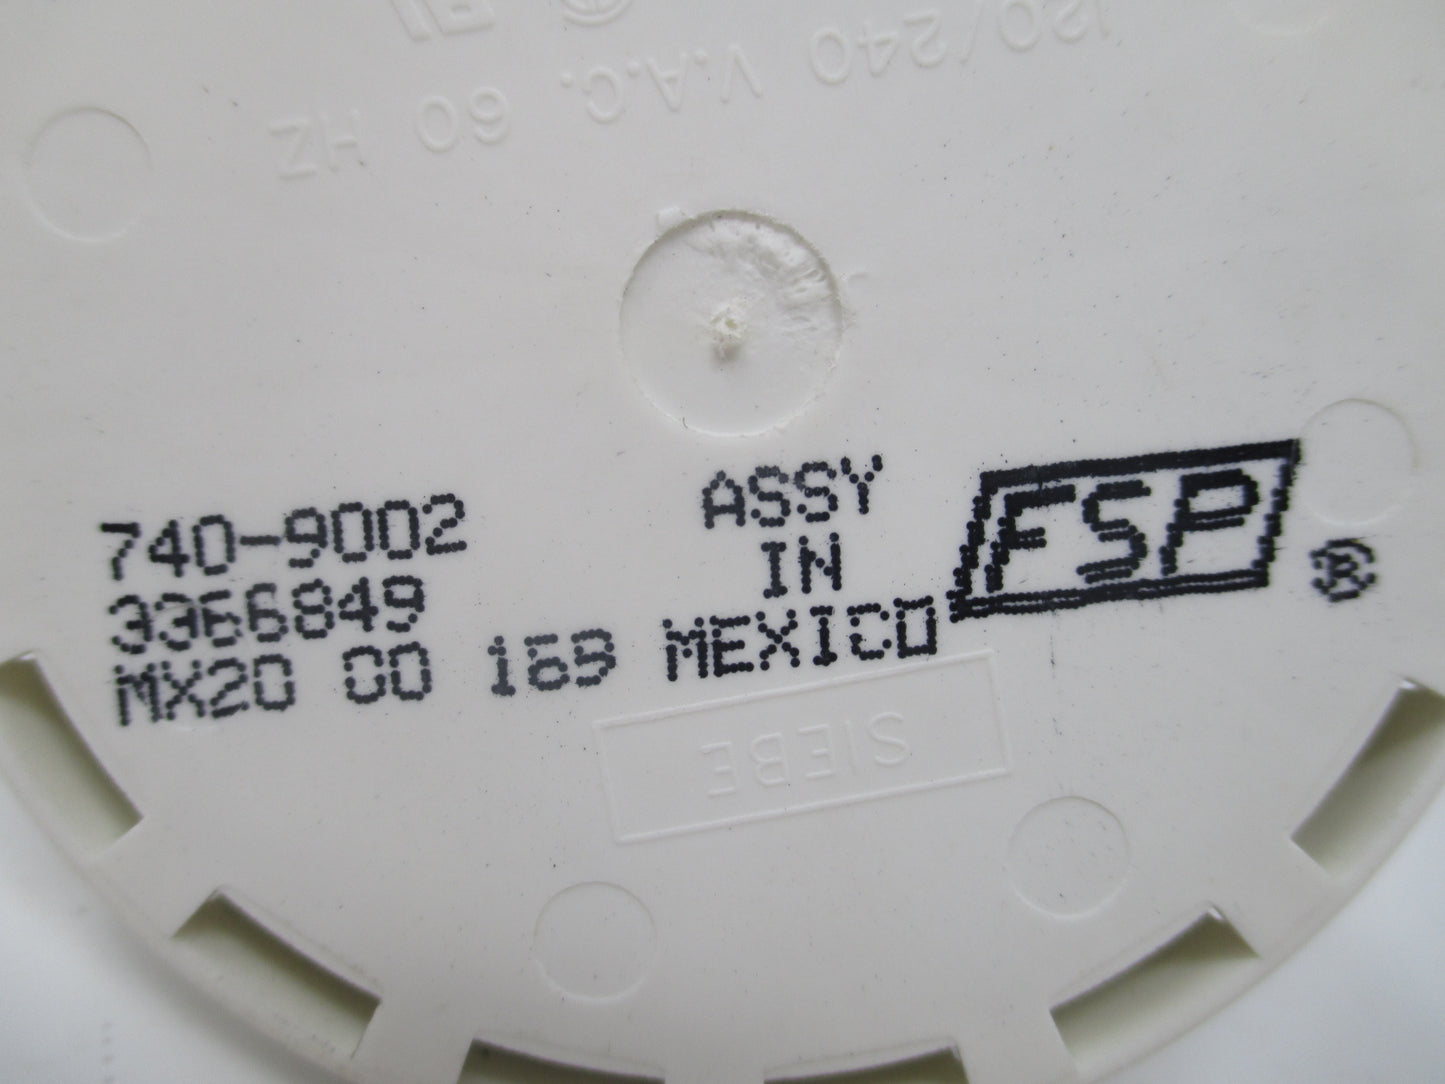 120/240 V.A.C. 60 HZ
740-9002
3366849
MX20 00 169
ASSY
IN
MEXICO
FSP ®
SIEBE